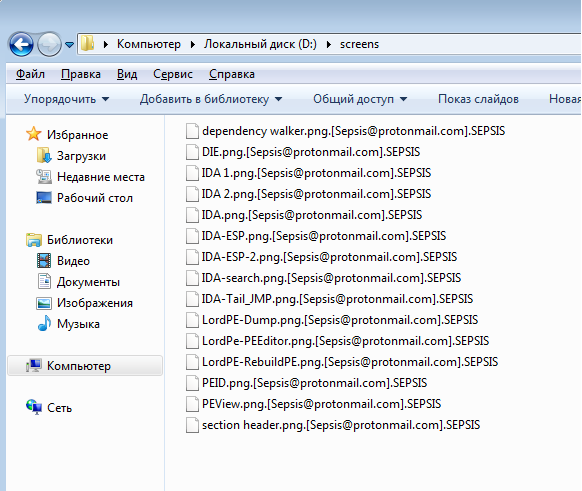 Компьютер Локальный диск (D:) screens
Файл Правка Вид Сервис Справка
Упорядочить Добавить в библиотеку Общий доступ Показ слайдов Новая
Избранное
Загрузки
Недавние места
Рабочий стол
Библиотеки
Видео
Документы
Изображения
Музыка
Компьютер
Сеть
dependency walker.png.[Sepsis@protonmail.com].SEPSIS
DIE.png.[Sepsis@protonmail.com].SEPSIS
IDA 1.png.[Sepsis@protonmail.com].SEPSIS
IDA 2.png.[Sepsis@protonmail.com].SEPSIS
IDA.png.[Sepsis@protonmail.com].SEPSIS
IDA-ESP.png.[Sepsis@protonmail.com].SEPSIS
IDA-ESP-2.png.[Sepsis@protonmail.com].SEPSIS
IDA-search.png.[Sepsis@protonmail.com].SEPSIS
IDA-Tail_JMP.png.[Sepsis@protonmail.com].SEPSIS
LordPE-Dump.png.[Sepsis@protonmail.com].SEPSIS
LordPe-PEEditor.png.[Sepsis@protonmail.com].SEPSIS
LordPE-RebuildPE.png.[Sepsis@protonmail.com].SEPSIS
PEID.png.[Sepsis@protonmail.com].SEPSIS
PEView.png.[Sepsis@protonmail.com].SEPSIS
section header.png.[Sepsis@protonmail.com].SEPSIS